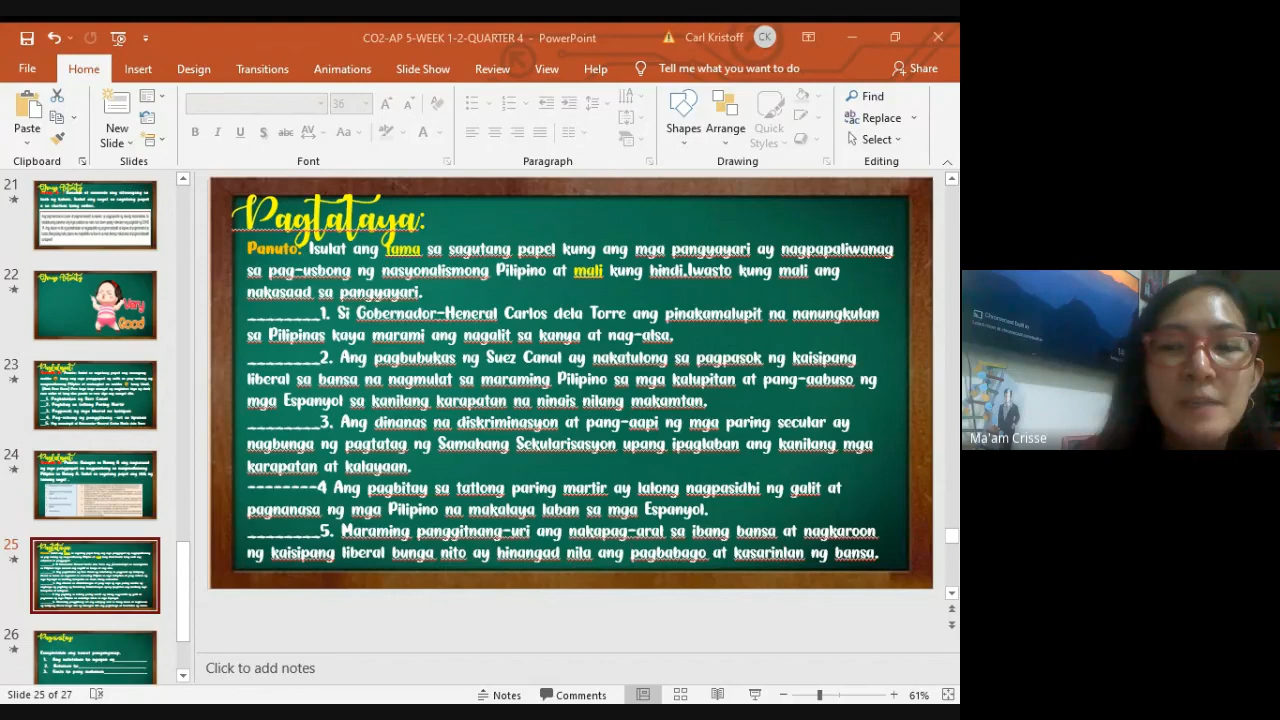 CO2-AP 5-WEEK 1-2-QUARTER 4 - PowerPoint
Carl Kristoff
CK
File
Home
Insert
Design
Transitions
Animations
Slide Show
Review
View
Help
Tell me what you want to do
Share
Paste
New
Slide
36
Shapes
Arrange
Quick
Styles
Find
Replace
Select
Clipboard
Slides
Font
Paragraph
Drawing
Editing
21
22
Very
Good
23
24
25
26
Pagtataya:
Panuto: Isulat ang tama sa sagutang papel kung ang mga pangyayari ay nagpapaliwanag
sa pag-usbong ng nasyonalismong Pilipino at mali kung hindi.Iwasto kung mali ang
nakasaad sa pangyayari.
_________1. Si Gobernador-Heneral Carlos dela Torre ang pinakamalupit na nanungkulan
sa Pilipinas kaya marami ang nagalit sa kanya at nag-alsa.
_________2. Ang pagbubukas ng Suez Canal ay nakatulong sa pagpasok ng kaisipang
liberal sa bansa na nagmulat sa maraming Pilipino sa mga kalupitan at pang-aabuso ng
mga Espanyol sa kanilang karapatan na ninais nilang makamtan.
_________3. Ang dinanas na diskriminasyon at pang-aapi ng mga paring secular ay
nagbunga ng pagtatag ng Samahang Sekularisasyon upang ipaglaban ang kanilang mga
karapatan at kalayaan.
---------4 Ang pagbitay sa tatlong paring martir ay lalong nagpasidhi ng galit at
pagnanasa ng mga Pilipino na makalaya laban sa mga Espanyol.
_________5. Maraming panggitnang-uri ang nakapag-aral sa ibang bansa at nagkaroon
ng kaisipang liberal bunga nito ay hinangad nila ang pagbabago at kasarinlan ng bansa.
Click to add notes
Slide 25 of 27
Notes
Comments
61%
Ma'am Crisse